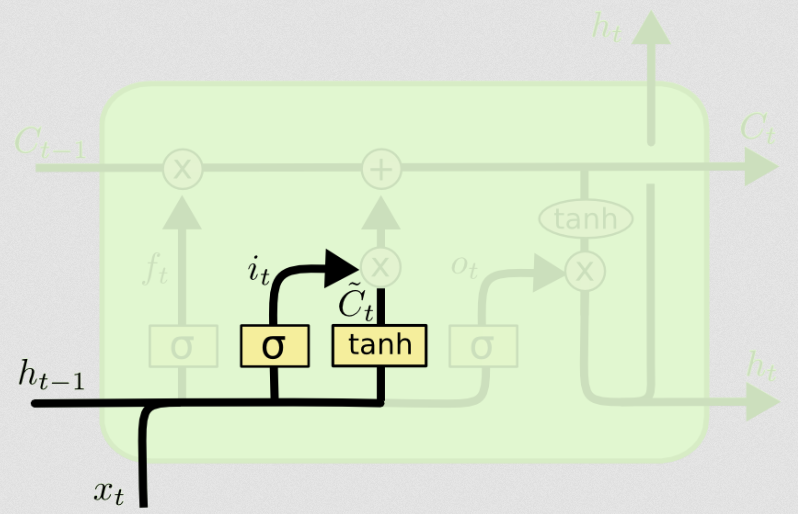 h_t
C_{t-1}
C_t
x
+
tanh
f_t
i_t
x
o_t
x
C̃_t
σ
σ
tanh
σ
h_{t-1}
h_t
x_t